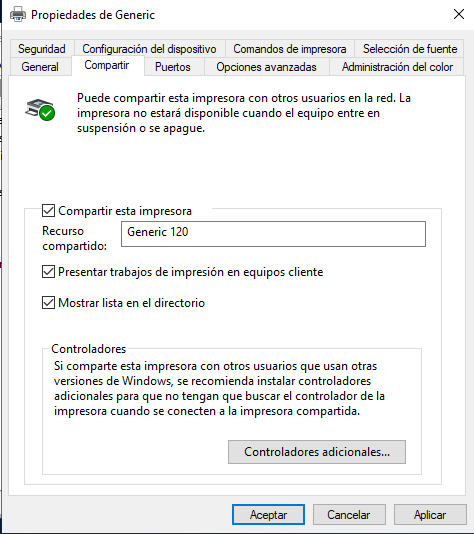 Propiedades de Generic
Seguridad Configuración del dispositivo Comandos de impresora Selección de fuente
General Compartir Puertos Opciones avanzadas Administración del color
Puede compartir esta impresora con otros usuarios en la red. La
impresora no estará disponible cuando el equipo entre en
suspensión o se apague.
Compartir esta impresora
Recurso
compartido:
Generic 120
Presentar trabajos de impresión en equipos cliente
Mostrar lista en el directorio
Controladores
Si comparte esta impresora con otros usuarios que usan otras
versiones de Windows, se recomienda instalar controladores
adicionales para que no tengan que buscar el controlador de la
impresora cuando se conecten a la impresora compartida.
Controladores adicionales...
Aceptar Cancelar Aplicar